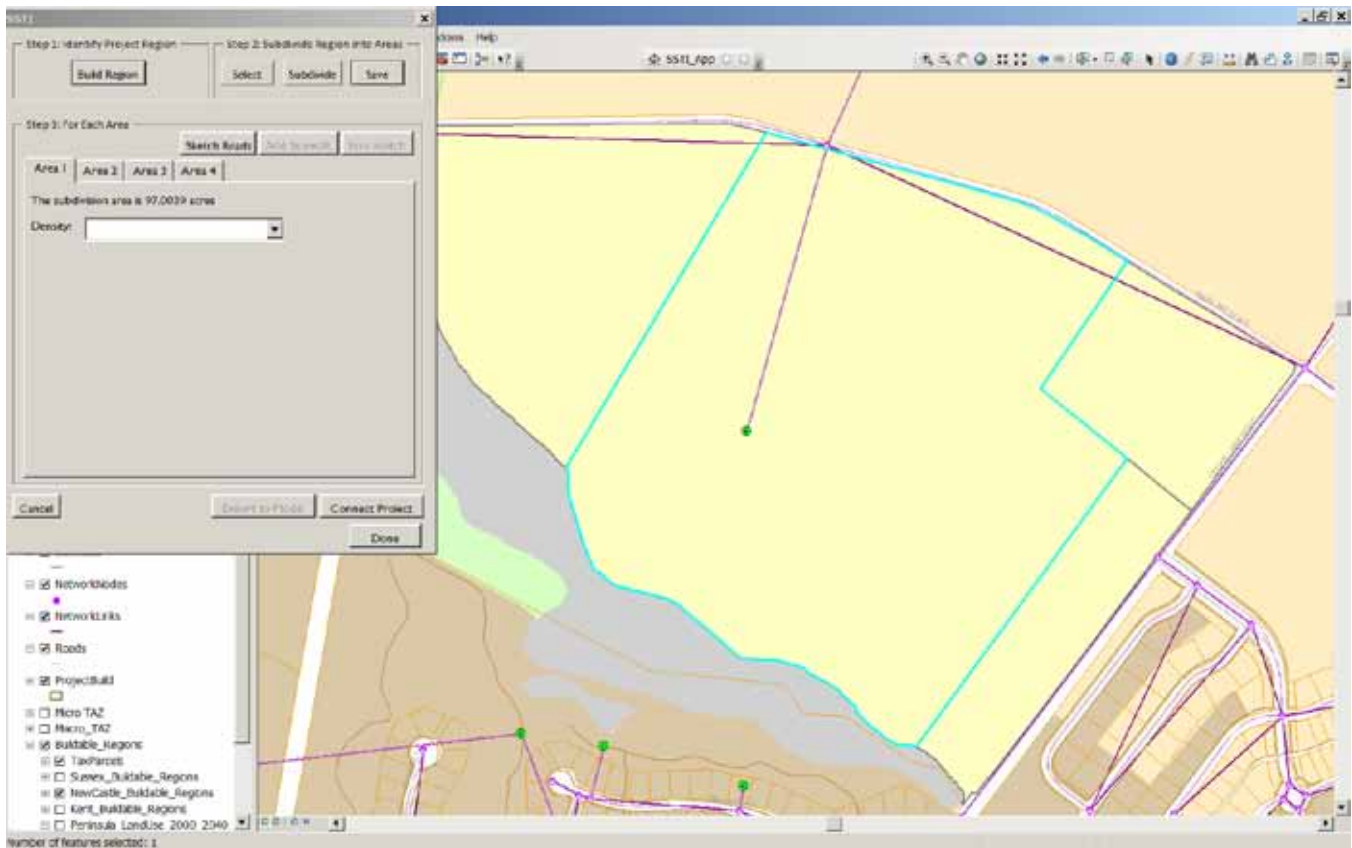 SSTI
Step 1: Identify Project Region
Step 2: Subdivide Region into Areas
Build Region
Select
Subdivide
Save
Help
SSTI_App
Step 3: For Each Area
Sketch Roads
Area 1
Area 2
Area 3
Area 4
The subdivision area is 97.0039 acres
Density:
Cancel
Connect Project
Done
NetworkNodes
NetworkLinks
Roads
ProjectBuild
Micro TAZ
Macro_TAZ
Buildable_Regions
TaxParcels
Sussex_Buildable_Regions
NewCastle_Buildable_Regions
Kent_Buildable_Regions
Peninsula_LandUse_2000_2040
Number of features selected: 1